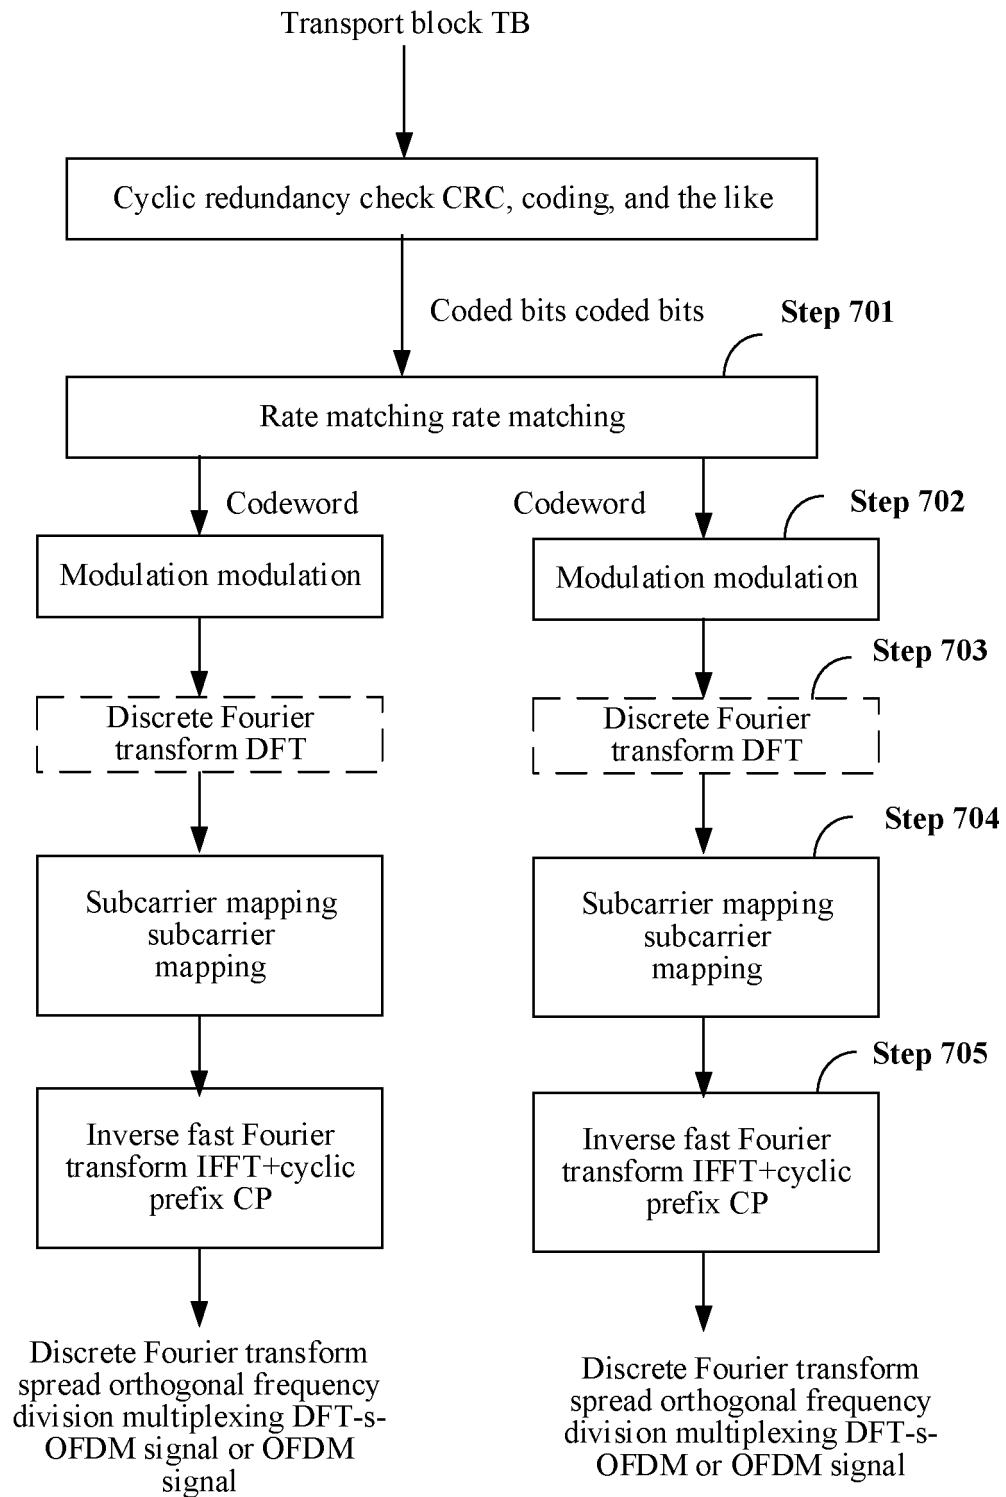 Transport block TB
Cyclic redundancy check CRC, coding, and the like
Coded bits coded bits
Step 701
Rate matching rate matching
Codeword
Codeword
Step 702
Modulation modulation
Modulation modulation
Step 703
Discrete Fourier
transform DFT
Discrete Fourier
transform DFT
Step 704
Subcarrier mapping
subcarrier
mapping
Subcarrier mapping
subcarrier
mapping
Step 705
Inverse fast Fourier
transform IFFT+cyclic
prefix CP
Inverse fast Fourier
transform IFFT+cyclic
prefix CP
Discrete Fourier transform
spread orthogonal frequency
division multiplexing DFT-s-
OFDM signal or OFDM
signal
Discrete Fourier transform
spread orthogonal frequency
division multiplexing DFT-s-
OFDM or OFDM signal